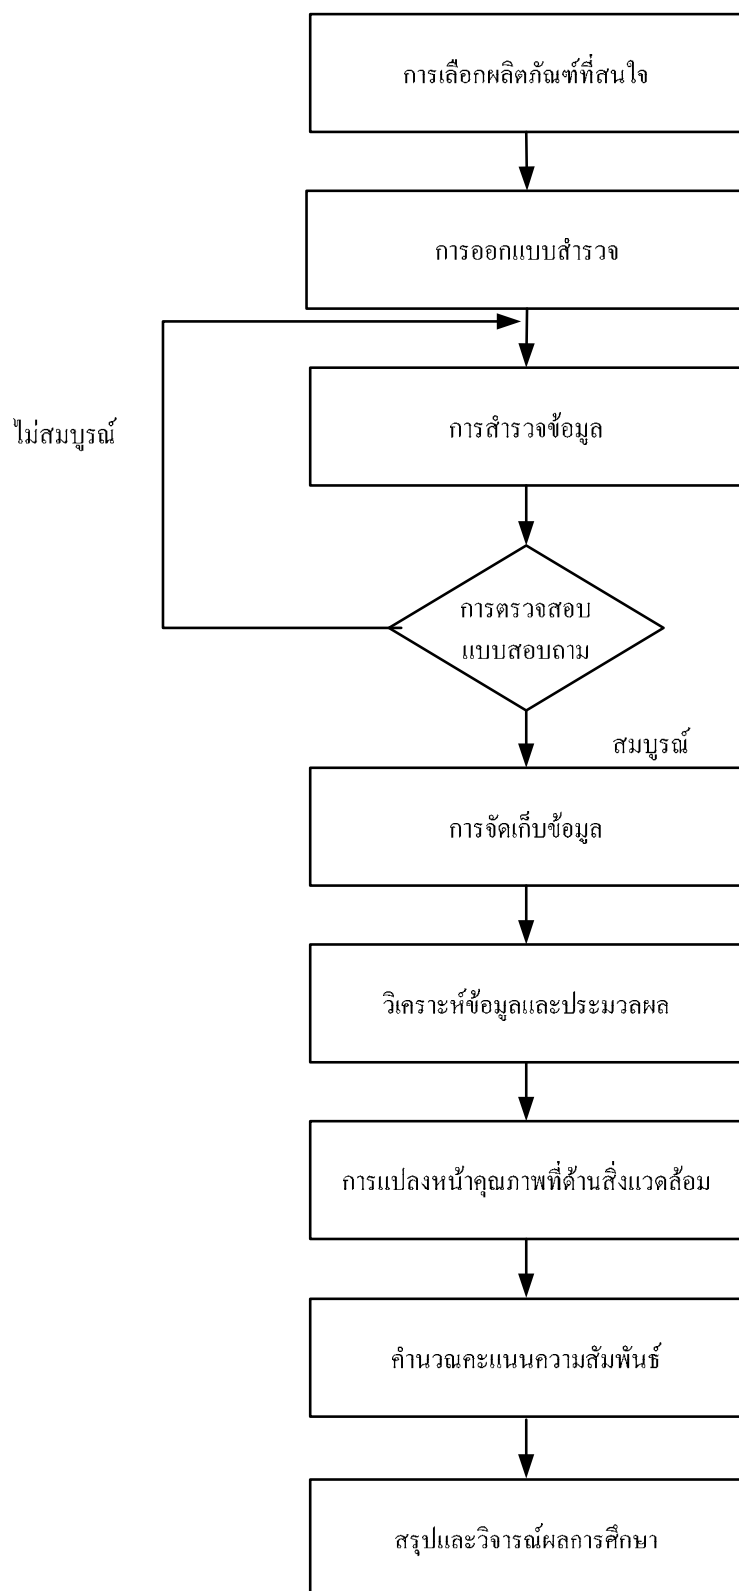 การเลือกผลิตภัณฑ์ที่สนใจ
การออกแบบสำรวจ
ไม่สมบูรณ์
การสำรวจข้อมูล
การตรวจสอบ
แบบสอบถาม
สมบูรณ์
การจัดเก็บข้อมูล
วิเคราะห์ข้อมูลและประมวลผล
การแปลงหน้าคุณภาพที่ด้านสิ่งแวดล้อม
คำนวณคะแนนความสัมพันธ์
สรุปและวิจารณ์ผลการศึกษา